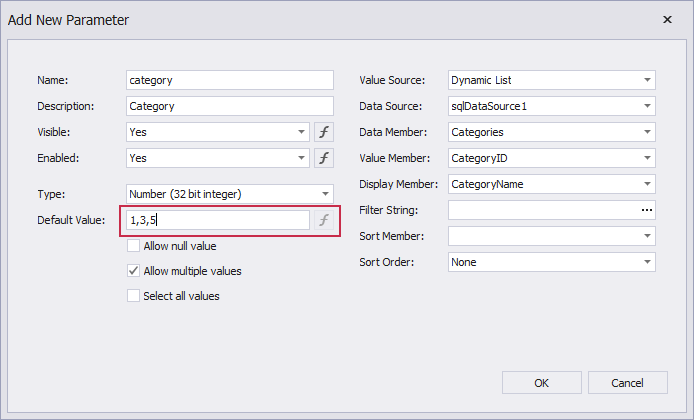 Add New Parameter
Name: category
Description: Category
Visible: Yes
Enabled: Yes
Type: Number (32 bit integer)
Default Value: 1,3,5
Allow null value
Allow multiple values
Select all values
Value Source: Dynamic List
Data Source: sqlDataSource1
Data Member: Categories
Value Member: CategoryID
Display Member: CategoryName
Filter String:
Sort Member:
Sort Order: None
OK
Cancel